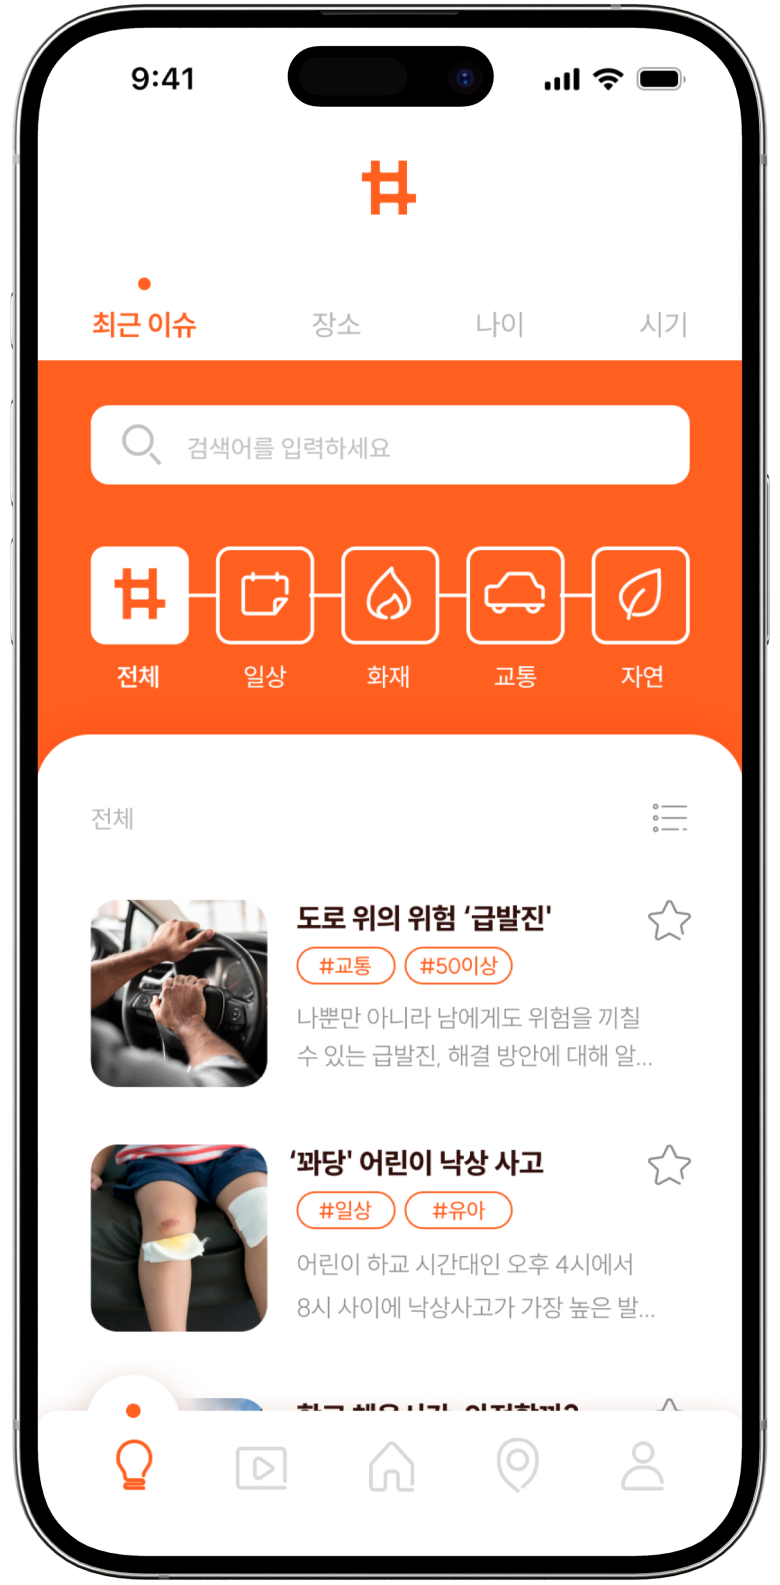 9:41
최근 이슈 장소 나이 시기
검색어를 입력하세요
전체 일상 화재 교통 자연
전체
도로 위의 위험 ‘급발진'
#교통 #50이상
나뿐만 아니라 남에게도 위험을 끼칠
수 있는 급발진, 해결 방안에 대해 알...
‘꽈당' 어린이 낙상 사고
#일상 #유아
어린이 하교 시간대인 오후 4시에서
8시 사이에 낙상사고가 가장 높은 발...